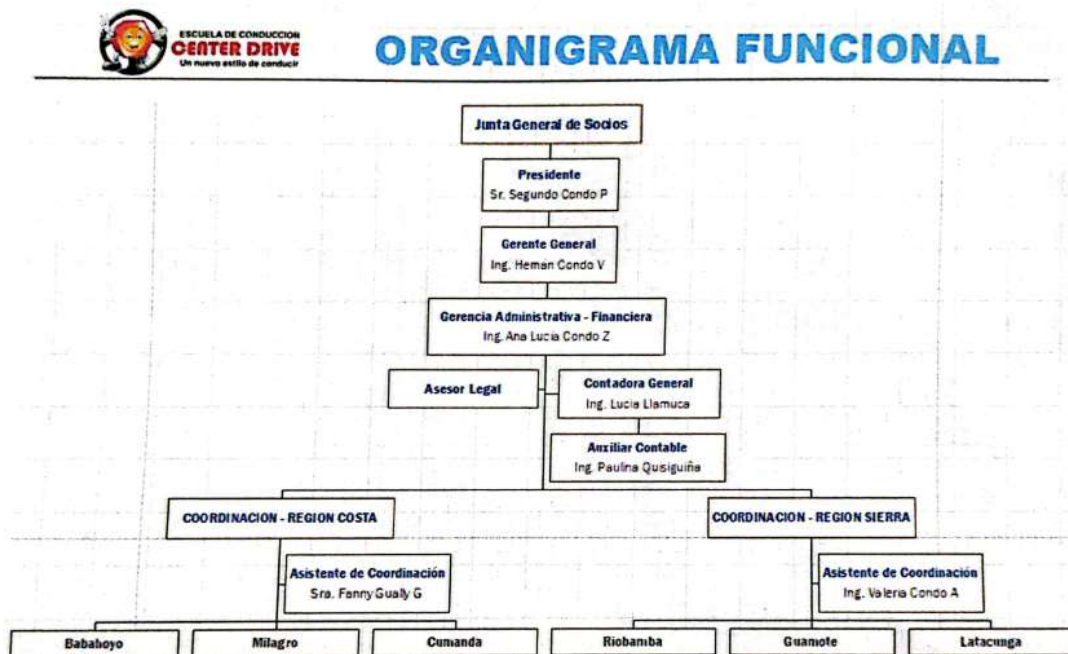 ESCUELA DE CONDUCCION
CENTER DRIVE
Un nuevo estilo de conducir
ORGANIGRAMA FUNCIONAL
Junta General de Socios
Presidente
Sr. Segundo Condo P
Gerente General
Ing. Hernan Condo V
Gerencia Administrativa - Financiera
Ing. Ana Lucia Condo Z
Asesor Legal
Contadora General
Ing. Lucia Llamuca
Auxiliar Contable
Ing. Paulina Quisiguiña
COORDINACION - REGION COSTA
COORDINACION - REGION SIERRA
Asistente de Coordinación
Sra. Fanny Gually G
Asistente de Coordinación
Ing. Valeria Condo A
Babahoyo
Milagro
Cumanda
Riobamba
Guamote
Latacunga